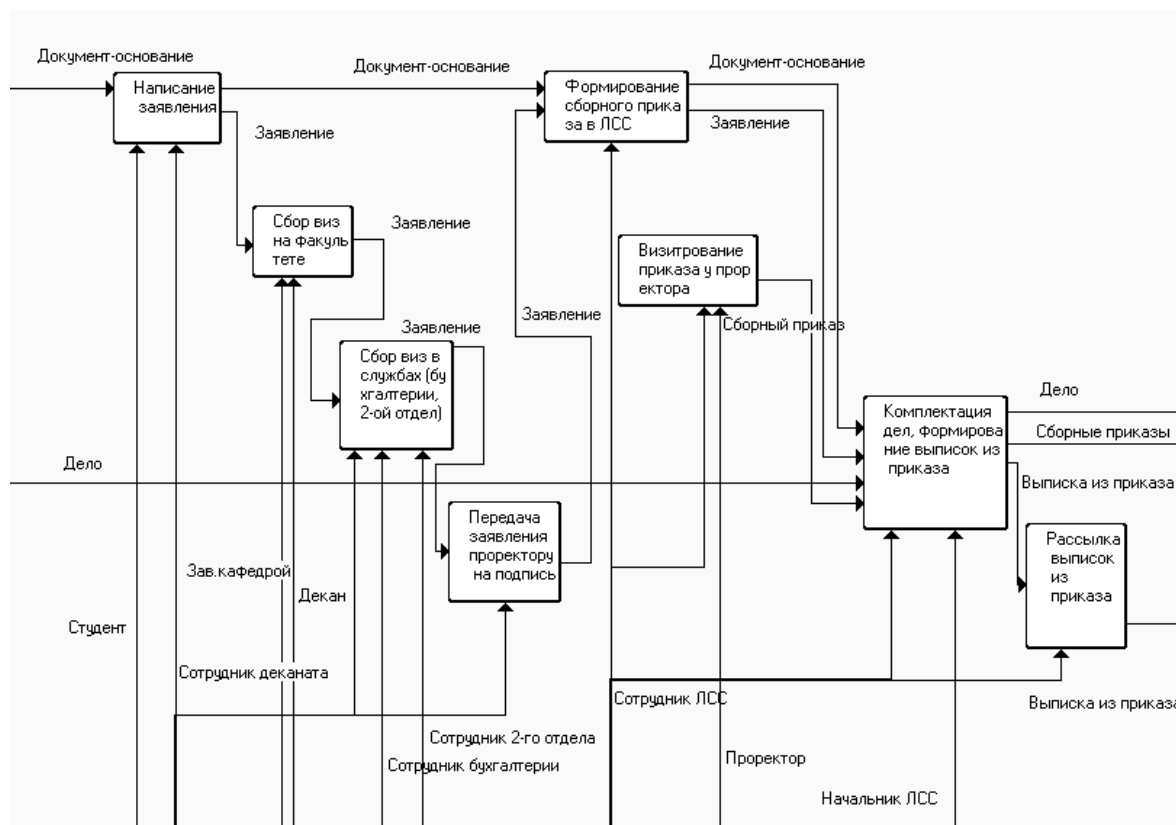 Документ-основание
Документ-основание
Документ-основание
Написание
заявления
Формирование
сборного прика
за в ЛСС
Заявление
Заявление
Сбор виз
на факуль
тете
Заявление
Визитрование
приказа у прор
ектора
Заявление
Заявление
Сборный приказ
Сбор виз в
службах (бу
хгалтерии,
2-ой отдел)
Комплектация
дел, формирова
ние выписок из
приказа
Дело
Сборные приказы
Дело
Выписка из приказа
Передача
заявления
проректору
на подпись
Рассылка
выписок
из
приказа
Зав.кафедрой
Декан
Студент
Сотрудник деканата
Сотрудник ЛСС
Выписка из приказа
Сотрудник 2-го отдела
Сотрудник бухгалтерии
Проректор
Начальник ЛСС